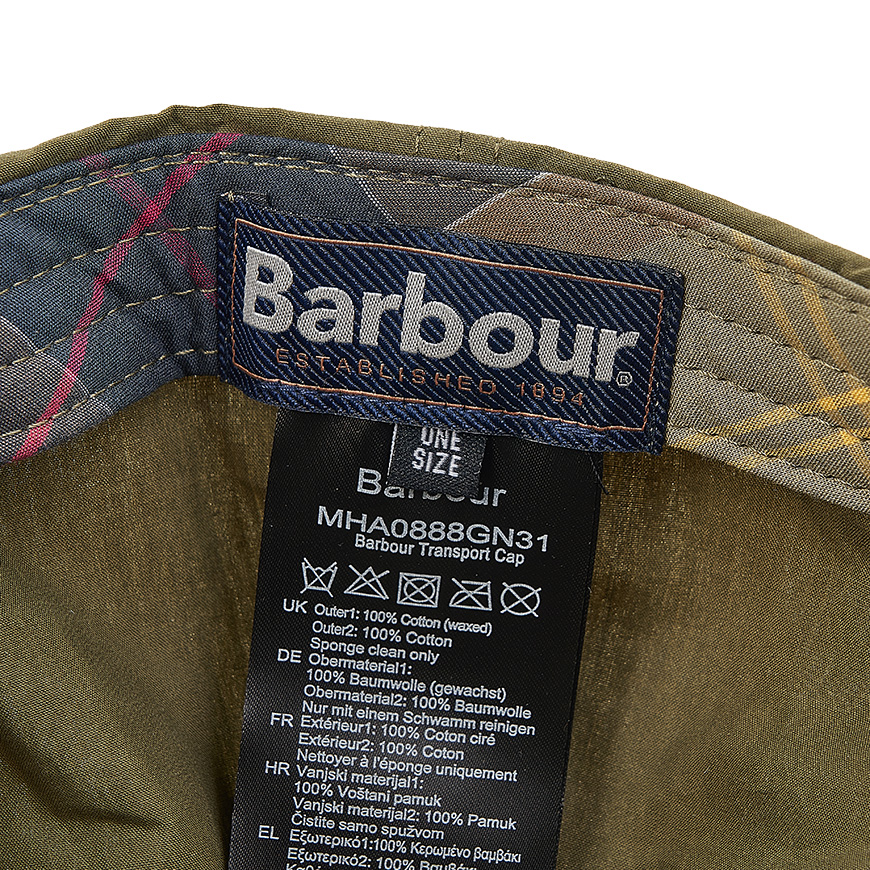 Barbour
®
ESTABLISHED 1894
ONE
SIZE
Barbour
MHA0888GN31
Barbour Transport Cap
UK Outer1: 100% Cotton (waxed)
Outer2: 100% Cotton
Sponge clean only
DE Obermaterial1:
100% Baumwolle (gewachst)
Obermaterial2: 100% Baumwolle
Nur mit einem Schwamm reinigen
FR Extérieur1: 100% Coton ciré
Extérieur2: 100% Coton
Nettoyer à l'éponge uniquement
HR Vanjski materijal1:
100% Voštani pamuk
Vanjski materijal2: 100% Pamuk
Čistite samo spužvom
EL Εξωτερικό1:100% Κερωμένο βαμβάκι
Εξωτερικό2: 100% Βαμβάκι